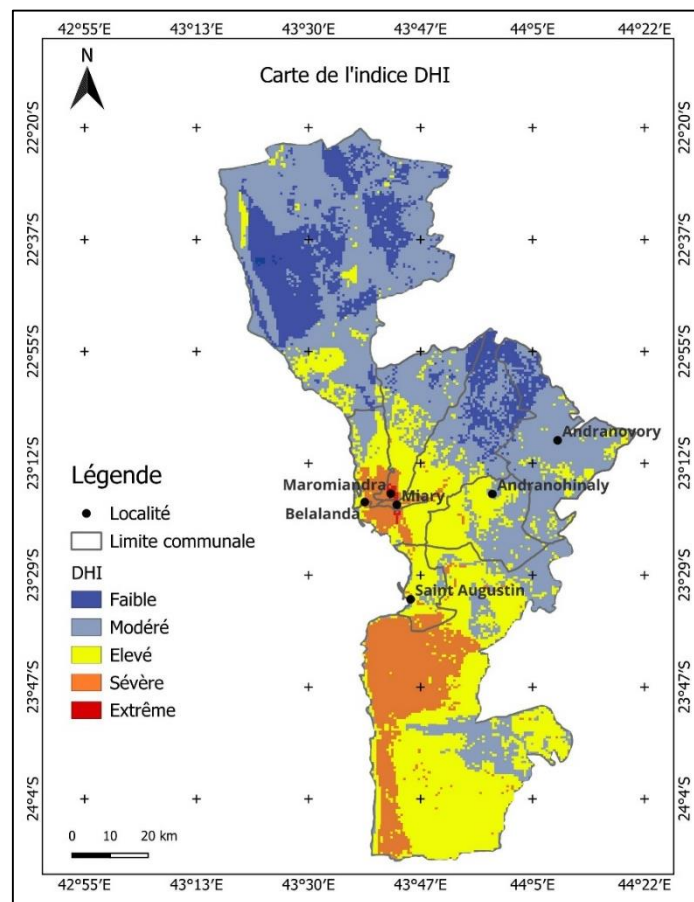 42°55'E 43°13'E 43°30'E 43°47'E 44°5'E 44°22'E
N
Carte de l'indice DHI
22°20'S 22°20'S
22°37'S 22°37'S
22°55'S 22°55'S
Andranovory
23°12'S 23°12'S
Légende
Maromiandra
Miary
Andranohinaly
Localité
Belalanda
Limite communale
DHI
23°29'S 23°29'S
Faible
Saint Augustin
Modéré
Elevé
Sévère
23°47'S 23°47'S
Extrême
24°4'S 24°4'S
0 10 20 km
42°55'E 43°13'E 43°30'E 43°47'E 44°5'E 44°22'E